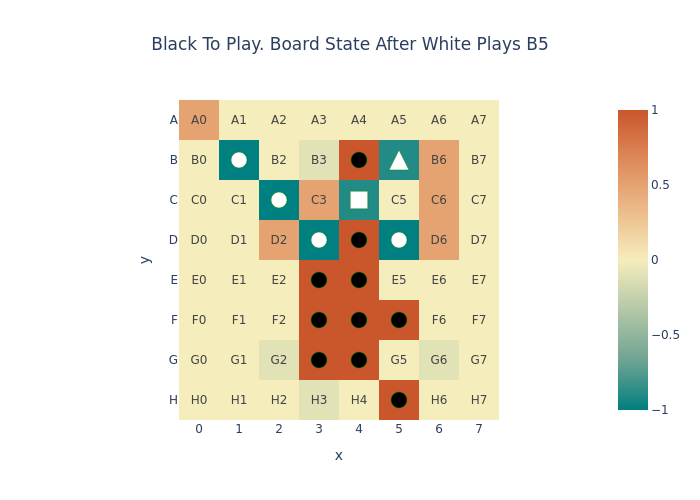 Black To Play. Board State After White Plays B5
A A0 A1 A2 A3 A4 A5 A6 A7
B B0 B2 B3 B6 B7
C C0 C1 C3 C5 C6 C7
D D0 D1 D2 D6 D7
E E0 E1 E2 E5 E6 E7
F F0 F1 F2 F6 F7
G G0 G1 G2 G5 G6 G7
H H0 H1 H2 H3 H4 H6 H7
0 1 2 3 4 5 6 7
x
y
1
0.5
0
−0.5
−1